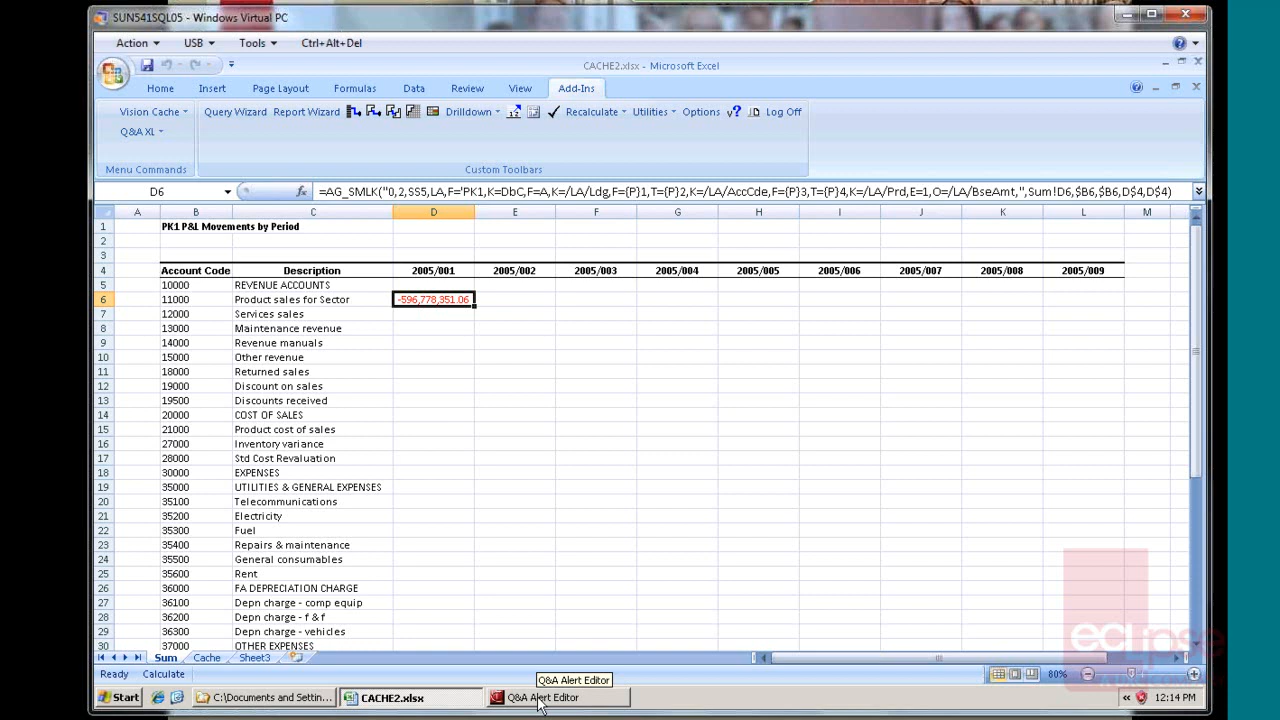 SUN541SQL05 - Windows Virtual PC
Action USB Tools Ctrl+Alt+Del
CACHE2.xlsx - Microsoft Excel
Home Insert Page Layout Formulas Data Review View Add-Ins
Vision Cache Query Wizard Report Wizard Drilldown Recalculate Utilities Options Log Off
Q&A XL
Menu Commands Custom Toolbars
D6 =AG_SMLK("0,2,SS5,LA,F='PK1,K=DbC,F=A,K=/LA/Ldg,F={P}1,T={P}2,K=/LA/AccCde,F={P}3,T={P}4,K=/LA/Prd,E=1,O=/LA/BseAmt,",Sum!D6,$B6,$B6,D$4,D$4)
A B C D E F G H I J K L M
1 PK1 P&L Movements by Period
2
3
4 Account Code Description 2005/001 2005/002 2005/003 2005/004 2005/005 2005/006 2005/007 2005/008 2005/009
5 10000 REVENUE ACCOUNTS
6 11000 Product sales for Sector -596,778,351.06
7 12000 Services sales
8 13000 Maintenance revenue
9 14000 Revenue manuals
10 15000 Other revenue
11 18000 Returned sales
12 19000 Discount on sales
13 19500 Discounts received
14 20000 COST OF SALES
15 21000 Product cost of sales
16 27000 Inventory variance
17 28000 Std Cost Revaluation
18 30000 EXPENSES
19 35000 UTILITIES & GENERAL EXPENSES
20 35100 Telecommunications
21 35200 Electricity
22 35300 Fuel
23 35400 Repairs & maintenance
24 35500 General consumables
25 35600 Rent
26 36000 FA DEPRECIATION CHARGE
27 36100 Depn charge - comp equip
28 36200 Depn charge - f & f
29 36300 Depn charge - vehicles
30 37000 OTHER EXPENSES
eclipse
Sum Cache Sheet3
Ready Calculate 80%
Q&A Alert Editor
Start C:\Documents and Settin... CACHE2.xlsx Q&A Alert Editor 12:14 PM